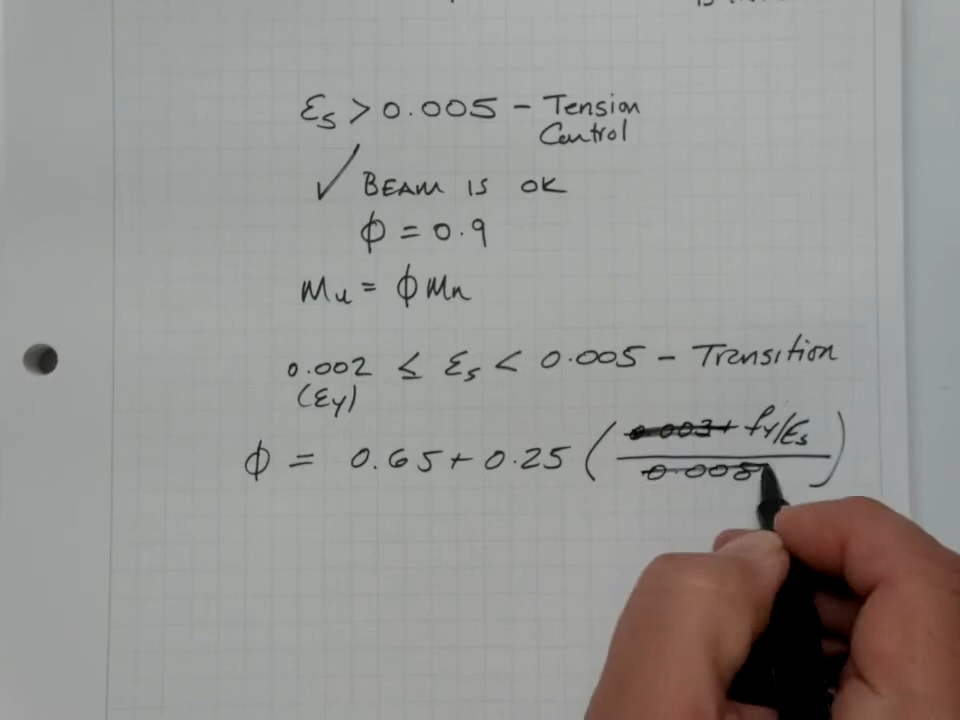 εs > 0.005 - Tension
Control
✓ BEAM IS OK
ϕ = 0.9
Mu = ϕ Mn
0.002 ≤ εs < 0.005 - Transition
(εy)
ϕ = 0.65 + 0.25 ( 0.003 + fy/Es / 0.005 )